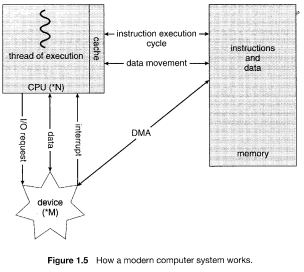 thread of execution
cache
CPU (*N)
instruction execution
cycle
data movement
instructions
and
data
memory
I/O request
data
interrupt
DMA
device
(*M)
Figure 1.5 How a modern computer system works.